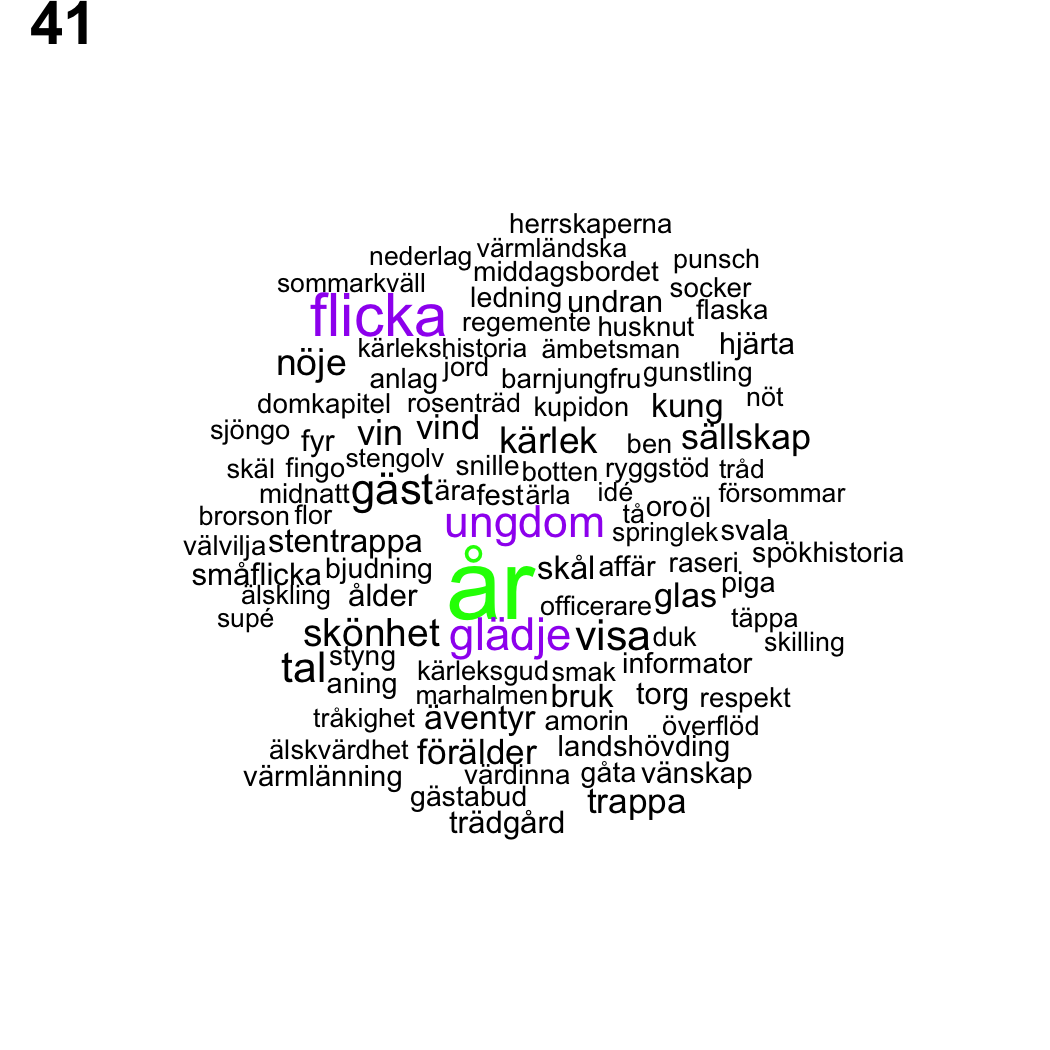 41
herrskaperna
nederlag värmländska punsch
sommarkväll middagsbordet socker
flicka ledning undran flaska
regemente husknut
nöje kärlekshistoria ämbetsman hjärta
anlag jord barnjungfru gunstling
domkapitel rosenträd kupidon kung nöt
sjöngo fyr vin vind kärlek ben sällskap
skäl fingo stengolv snille botten ryggstöd tråd
midnatt gäst ära fest ärla idé försommar
brorson flor ungdom tå oro öl
välvilja stentrappa springlek svala
småflicka bjudning år skål affär raseri spökhistoria
älskling ålder officerare glas piga
supé skönhet glädje visa duk täppa
skilling
tal styng kärleksgud smak informator
aning marhalmen bruk torg respekt
tråkighet äventyr amorin överflöd
älskvärdhet förälder landshövding
värmlänning värdinna gåta vänskap
gästabud trappa
trädgård